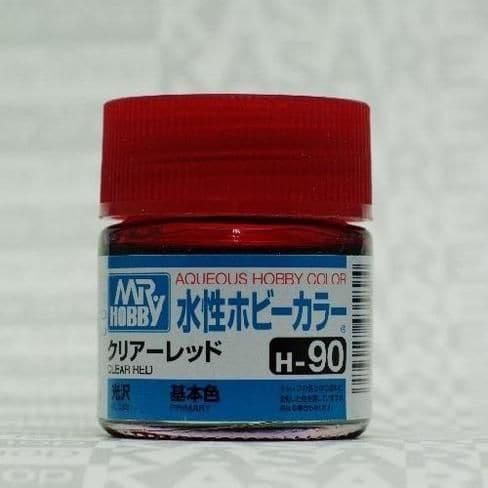 MR.
HOBBY
AQUEOUS HOBBY COLOR
水性ホビーカラー
クリアーレッド
CLEAR RED
H-90
光沢
基本色
PRIMARY
KASARE